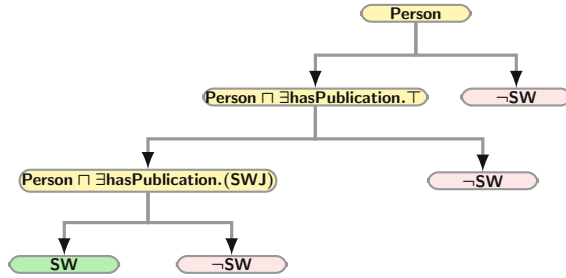 Person
Person ⊓ ∃hasPublication.⊤
¬SW
Person ⊓ ∃hasPublication.(SWJ)
¬SW
SW
¬SW